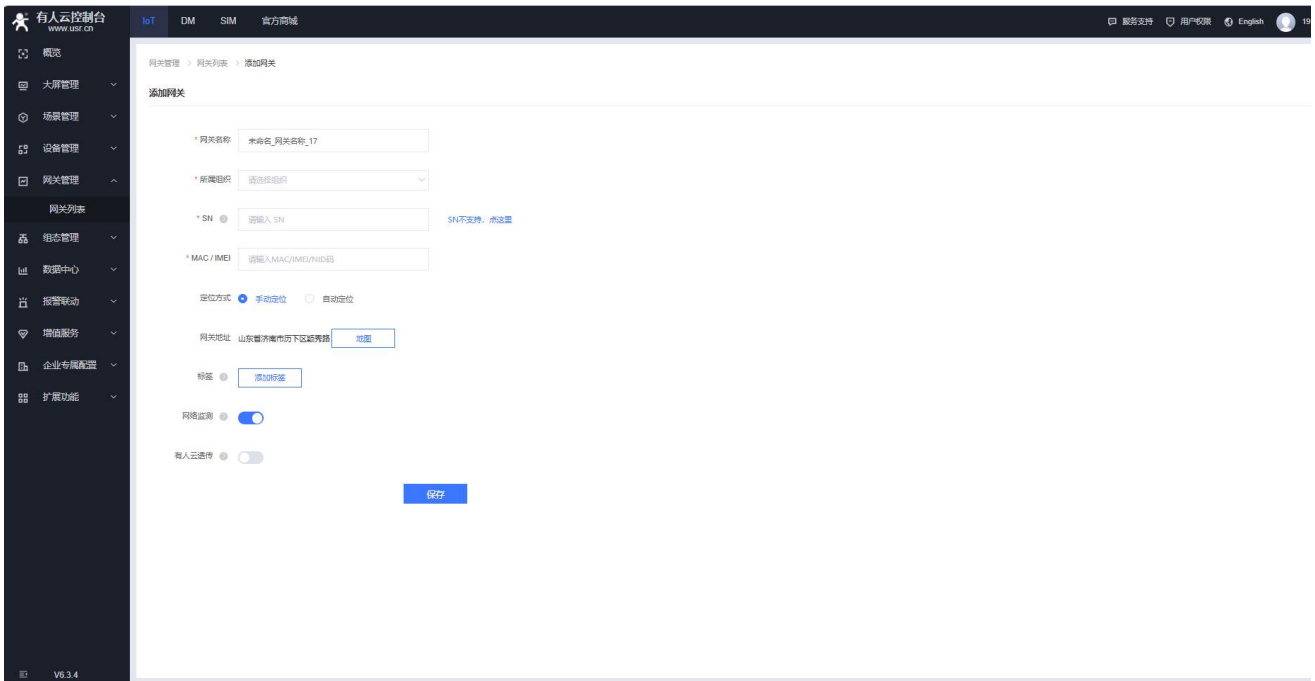 有人云控制台
www.usr.cn
IoT DM SIM 官方商城
服务支持 用户权限 English 19
概览
大屏管理
场景管理
设备管理
网关管理
网关列表
组态管理
数据中心
报警联动
增值服务
企业专属配置
扩展功能
V6.3.4
网关管理 > 网关列表 > 添加网关
添加网关
* 网关名称 未命名_网关名称_17
* 所属组织 请选择组织
* SN 请输入 SN SN不支持，点这里
* MAC / IMEI 请输入MAC/IMEI/NID码
定位方式 手动定位 自动定位
网关地址 山东省济南市历下区颖秀路 地图
标签 添加标签
网络监测
有人云透传
保存